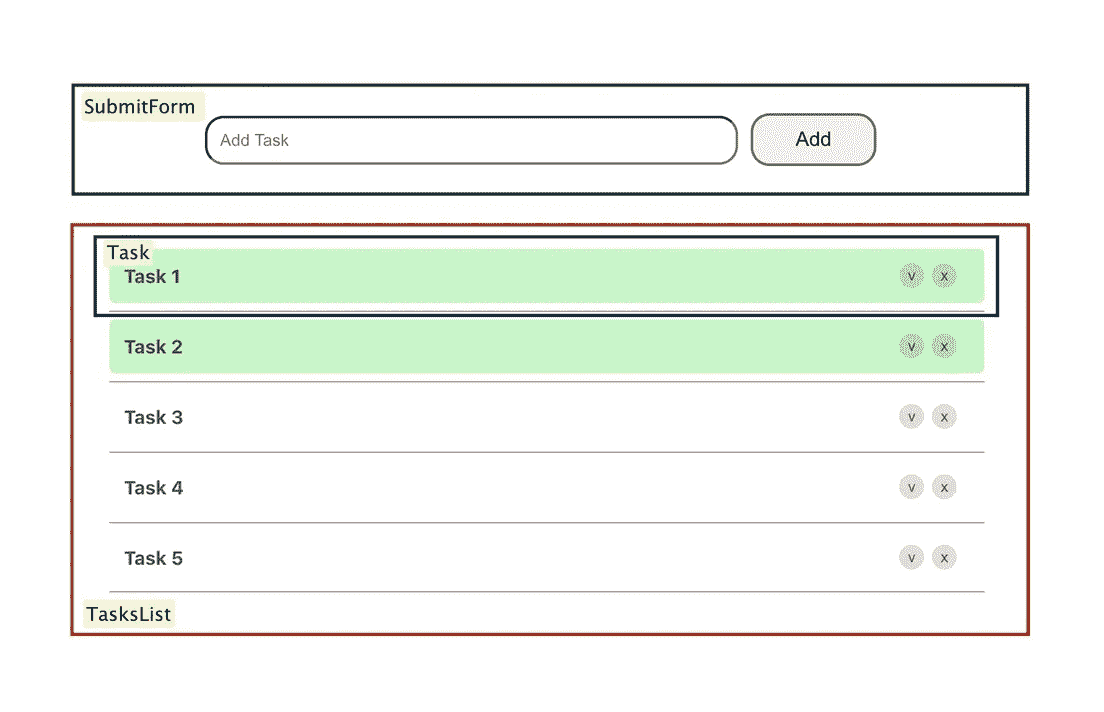 SubmitForm
Add Task
Add
Task
Task 1 v x
Task 2 v x
Task 3 v x
Task 4 v x
Task 5 v x
TasksList